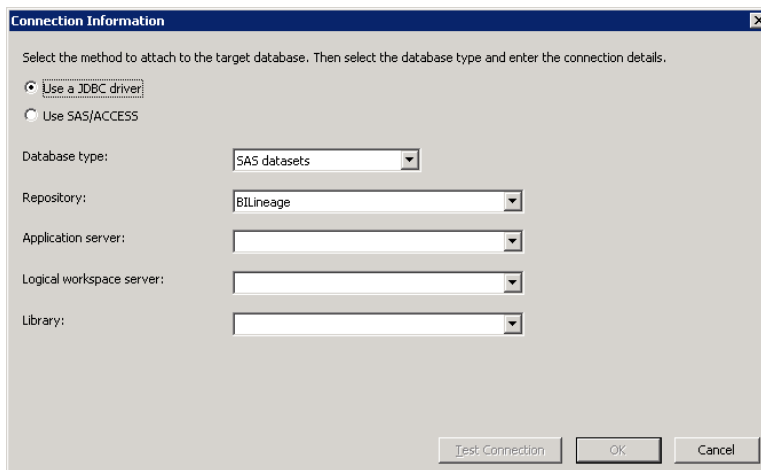 Connection Information
Select the method to attach to the target database. Then select the database type and enter the connection details.
Use a JDBC driver
Use SAS/ACCESS
Database type: SAS datasets
Repository: BILineage
Application server:
Logical workspace server:
Library:
Test Connection OK Cancel